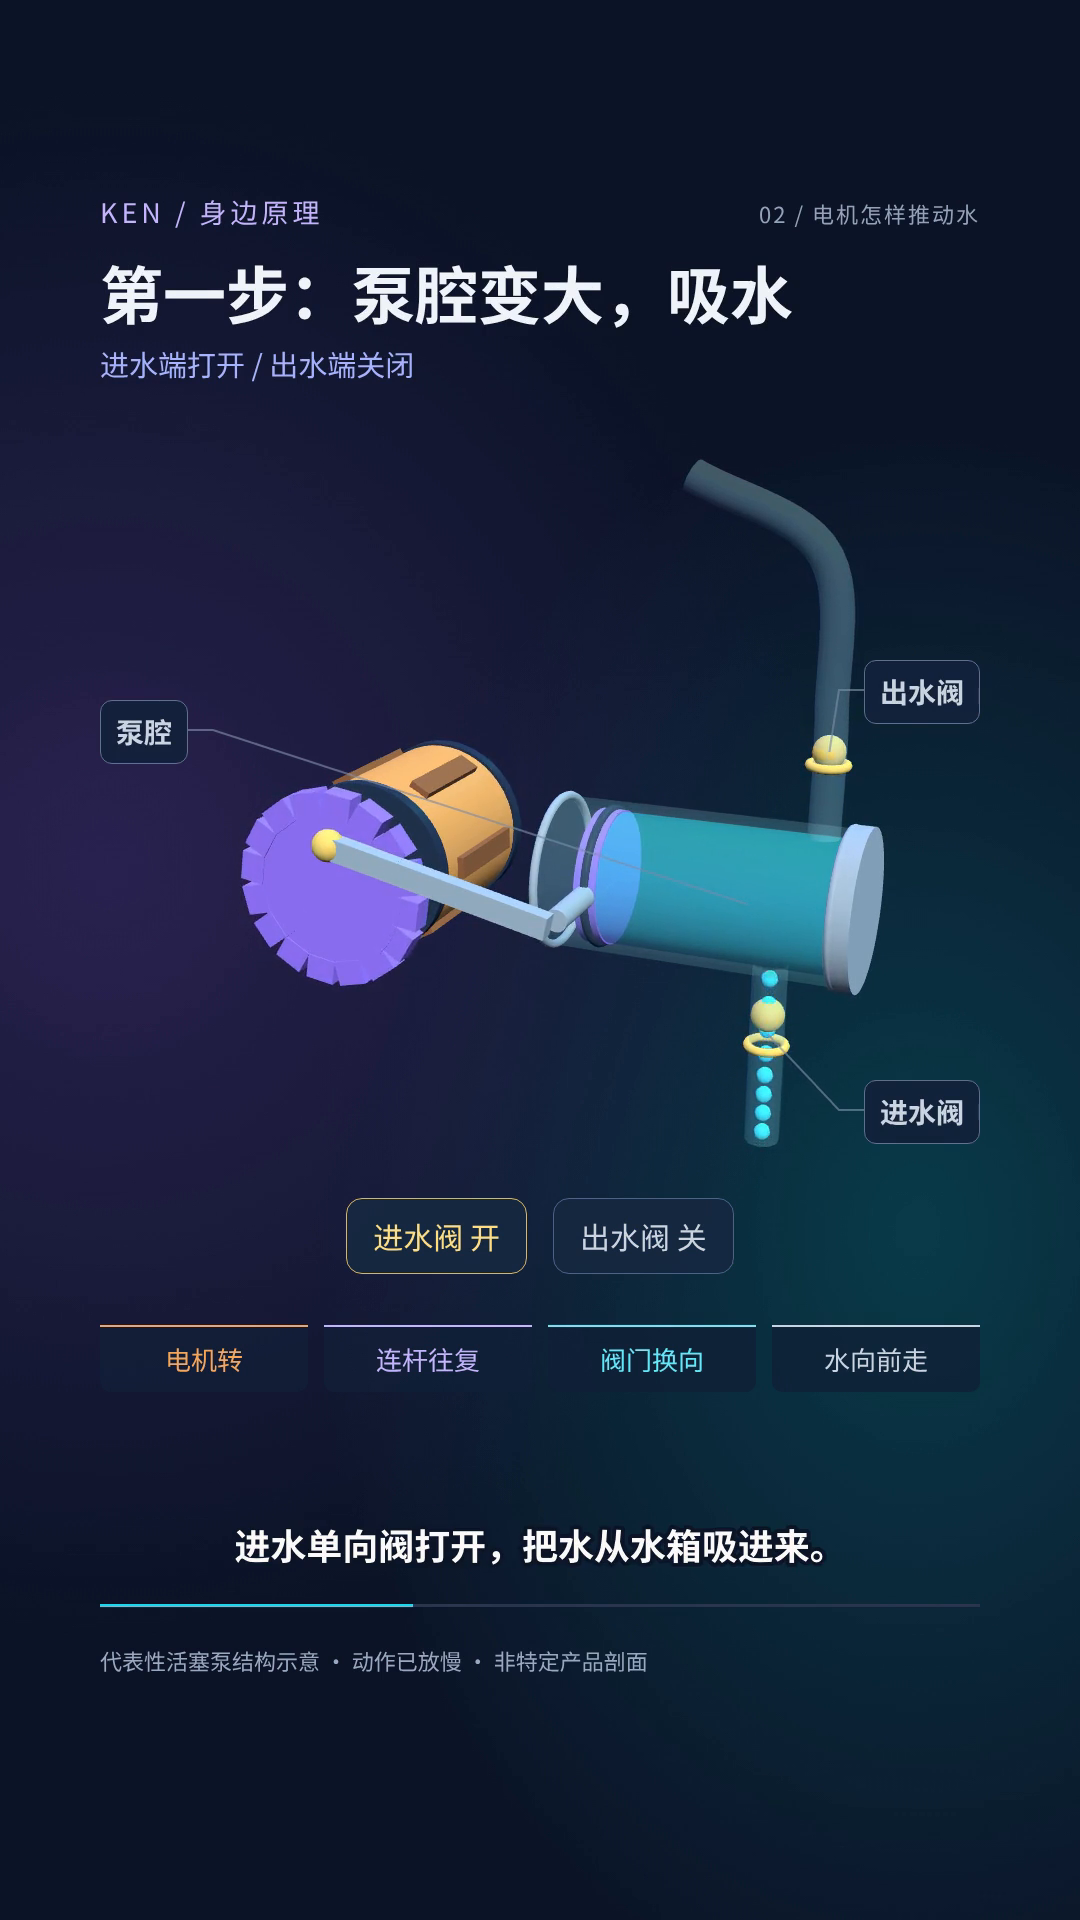 KEN / 身边原理
02 / 电机怎样推动水
第一步：泵腔变大，吸水
进水端打开 / 出水端关闭
出水阀
泵腔
进水阀
进水阀 开
出水阀 关
电机转
连杆往复
阀门换向
水向前走
进水单向阀打开，把水从水箱吸进来。
代表性活塞泵结构示意 · 动作已放慢 · 非特定产品剖面